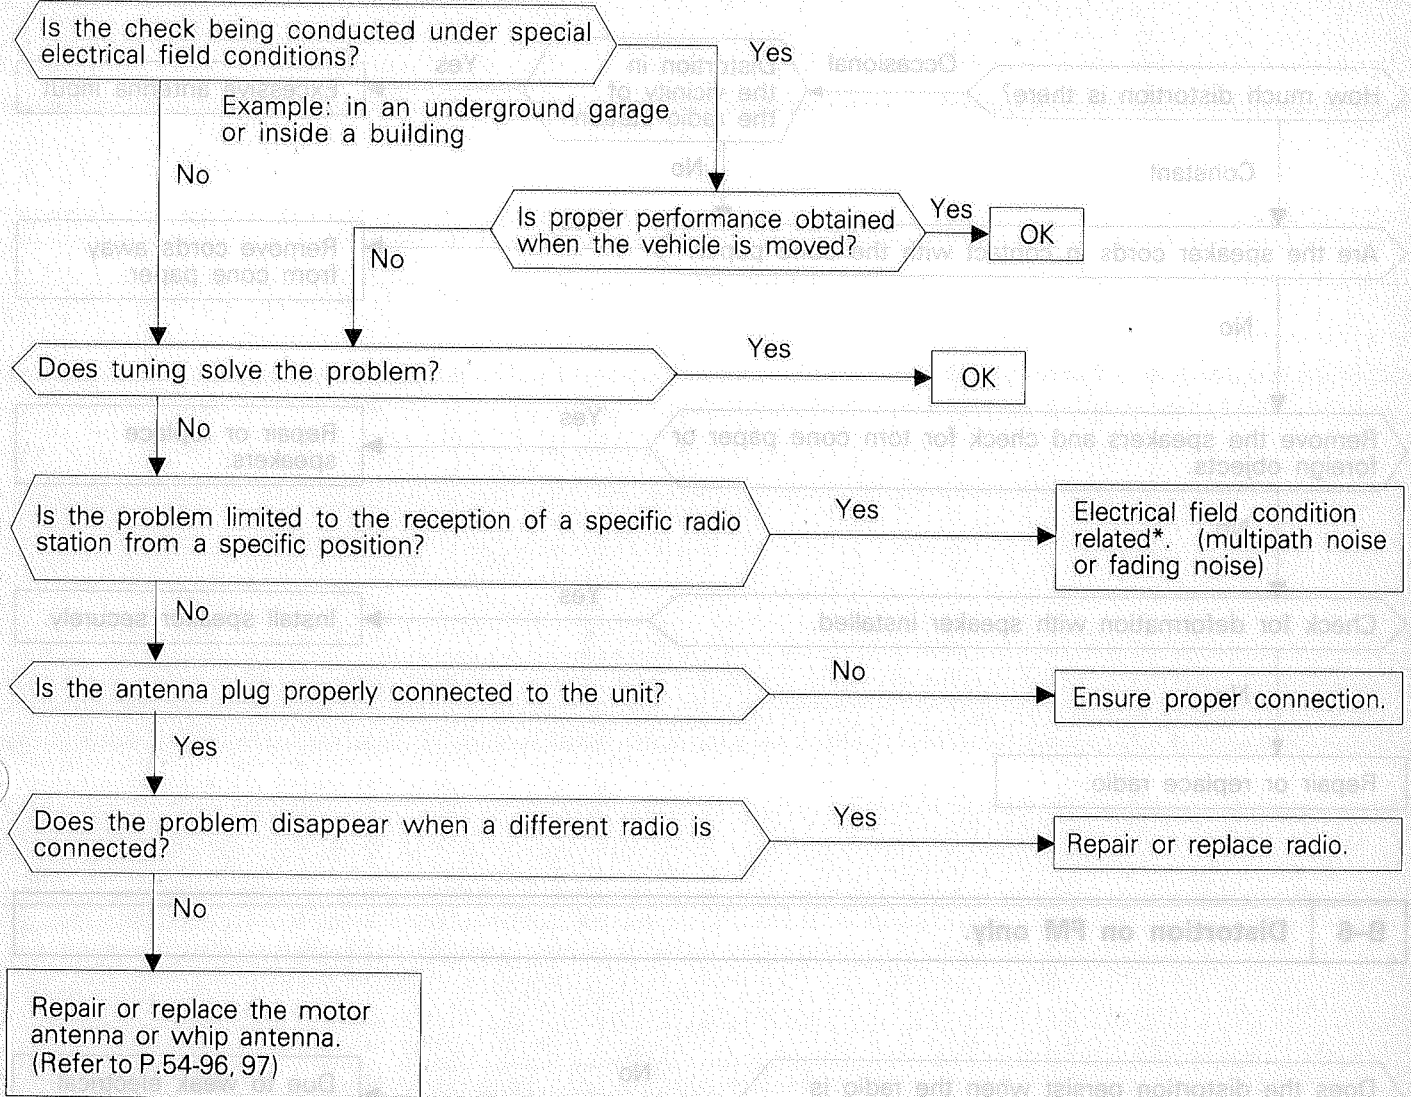 Is the check being conducted under special
electrical field conditions?
Yes
Example: in an underground garage
or inside a building
No
Is proper performance obtained
when the vehicle is moved?
Yes
OK
No
Does tuning solve the problem?
Yes
OK
No
Is the problem limited to the reception of a specific radio
station from a specific position?
Yes
Electrical field condition
related*. (multipath noise
or fading noise)
No
Is the antenna plug properly connected to the unit?
No
Ensure proper connection.
Yes
Does the problem disappear when a different radio is
connected?
Yes
Repair or replace radio.
No
Repair or replace the motor
antenna or whip antenna.
(Refer to P.54-96, 97)